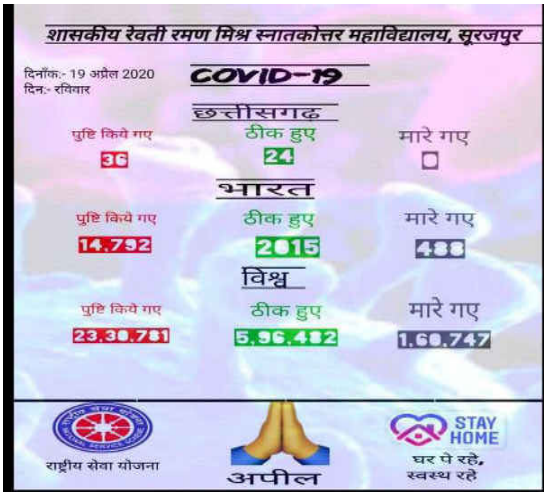 शासकीय रेवती रमण मिश्र स्नातकोत्तर महाविद्यालय, सूरजपुर
दिनाँक:- 19 अप्रैल 2020
दिन:- रविवार
COVID-19
छत्तीसगढ़
पुष्टि किये गए ठीक हुए मारे गए
36 24 0
भारत
पुष्टि किये गए ठीक हुए मारे गए
14,792 2015 488
विश्व
पुष्टि किये गए ठीक हुए मारे गए
23,30,781 5,96,482 1,60,747
राष्ट्रीय सेवा योजना
अपील
STAY
HOME
घर पे रहे,
स्वस्थ रहे